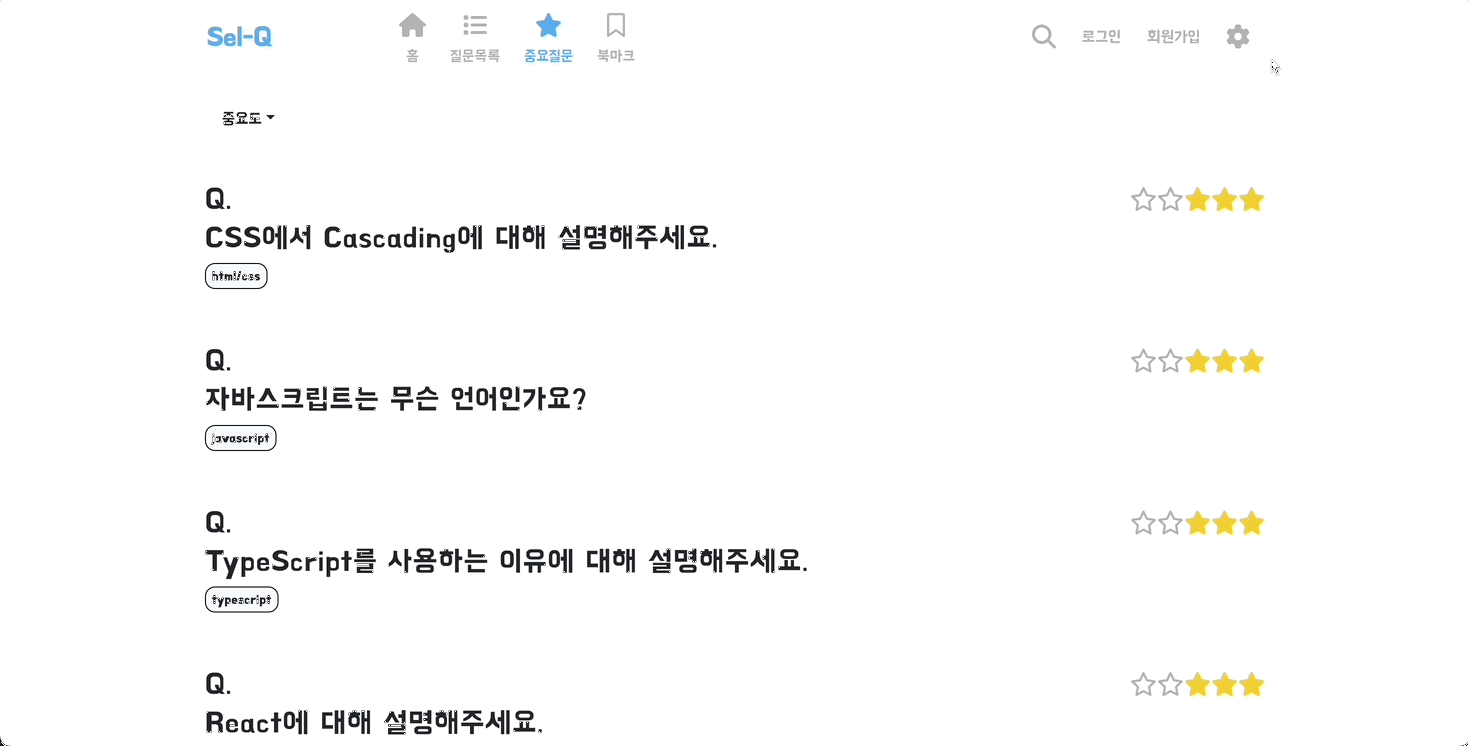 Sel-Q
홈
질문목록
중요질문
북마크
로그인
회원가입
중요도
Q.
CSS에서 Cascading에 대해 설명해주세요.
html/css
Q.
자바스크립트는 무슨 언어인가요?
javascript
Q.
TypeScript를 사용하는 이유에 대해 설명해주세요.
typescript
Q.
React에 대해 설명해주세요.